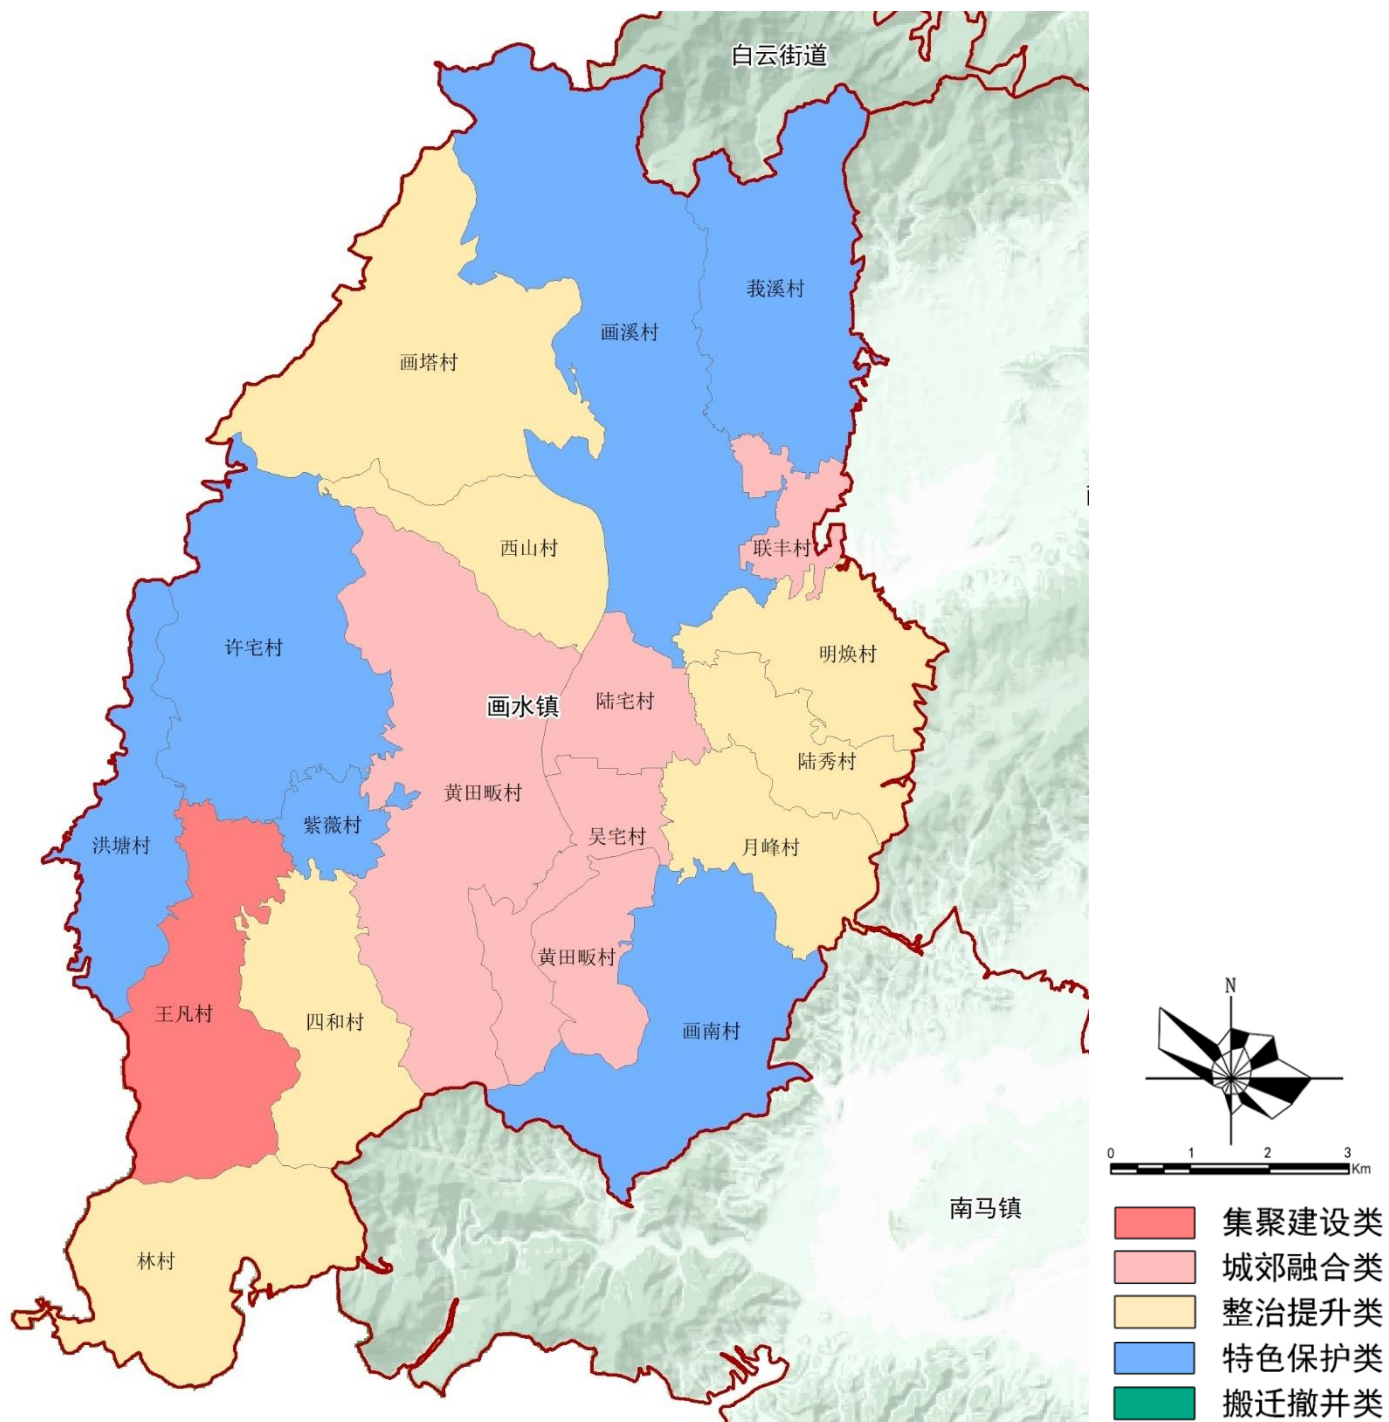 白云街道
莪溪村
画溪村
画塔村
西山村
联丰村
许宅村
明焕村
陆宅村
画水镇
陆秀村
黄田畈村
紫薇村
吴宅村
洪塘村
月峰村
黄田畈村
王凡村
四和村
画南村
南马镇
林村
N
0 1 2 3
Km
集聚建设类
城郊融合类
整治提升类
特色保护类
搬迁撤并类